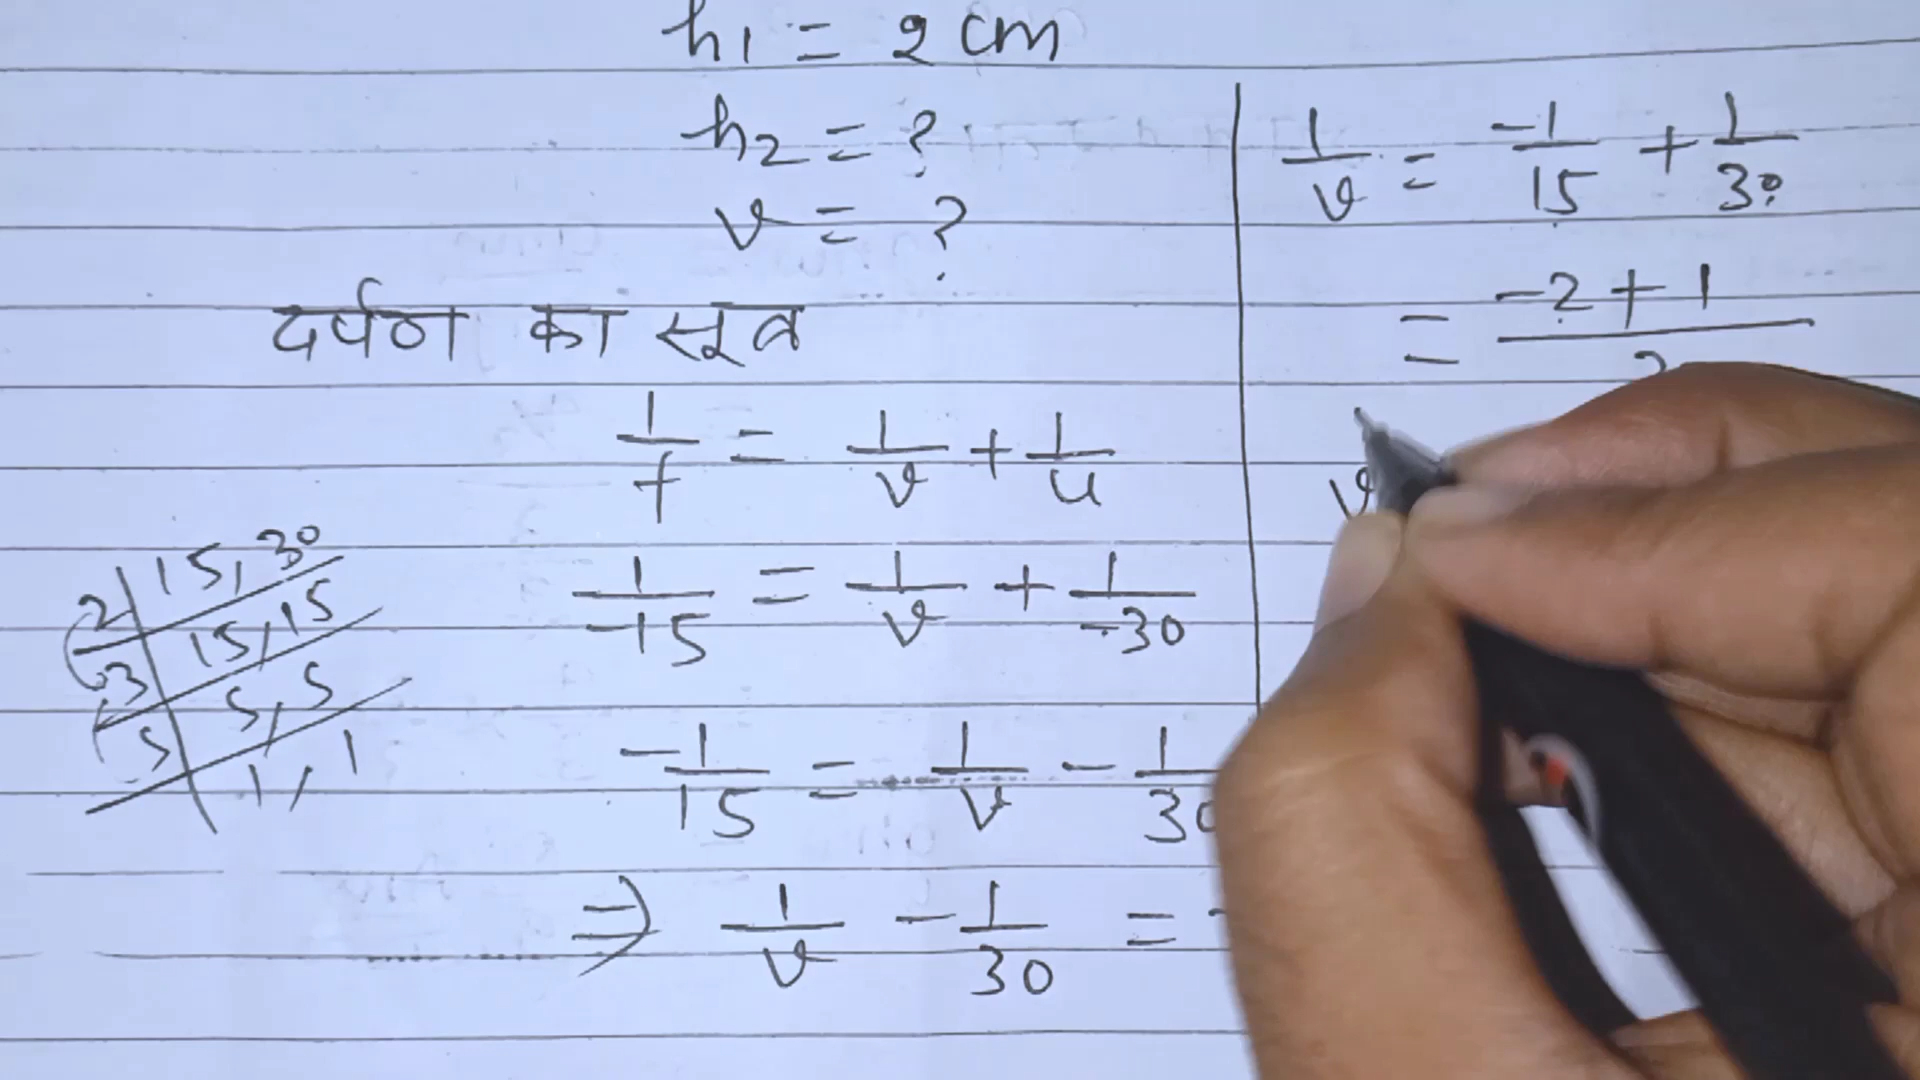 h1 = 2 cm
h2 = ?
v = ?
दर्पण का सूत्र
1/f = 1/v + 1/u
1/-15 = 1/v + 1/-30
-1/15 = 1/v - 1/30
⇒ 1/v - 1/30 =
2 | 15, 30
3 | 15, 15
5 | 5, 5
1, 1
1/v = -1/15 + 1/30
= -2 + 1
v